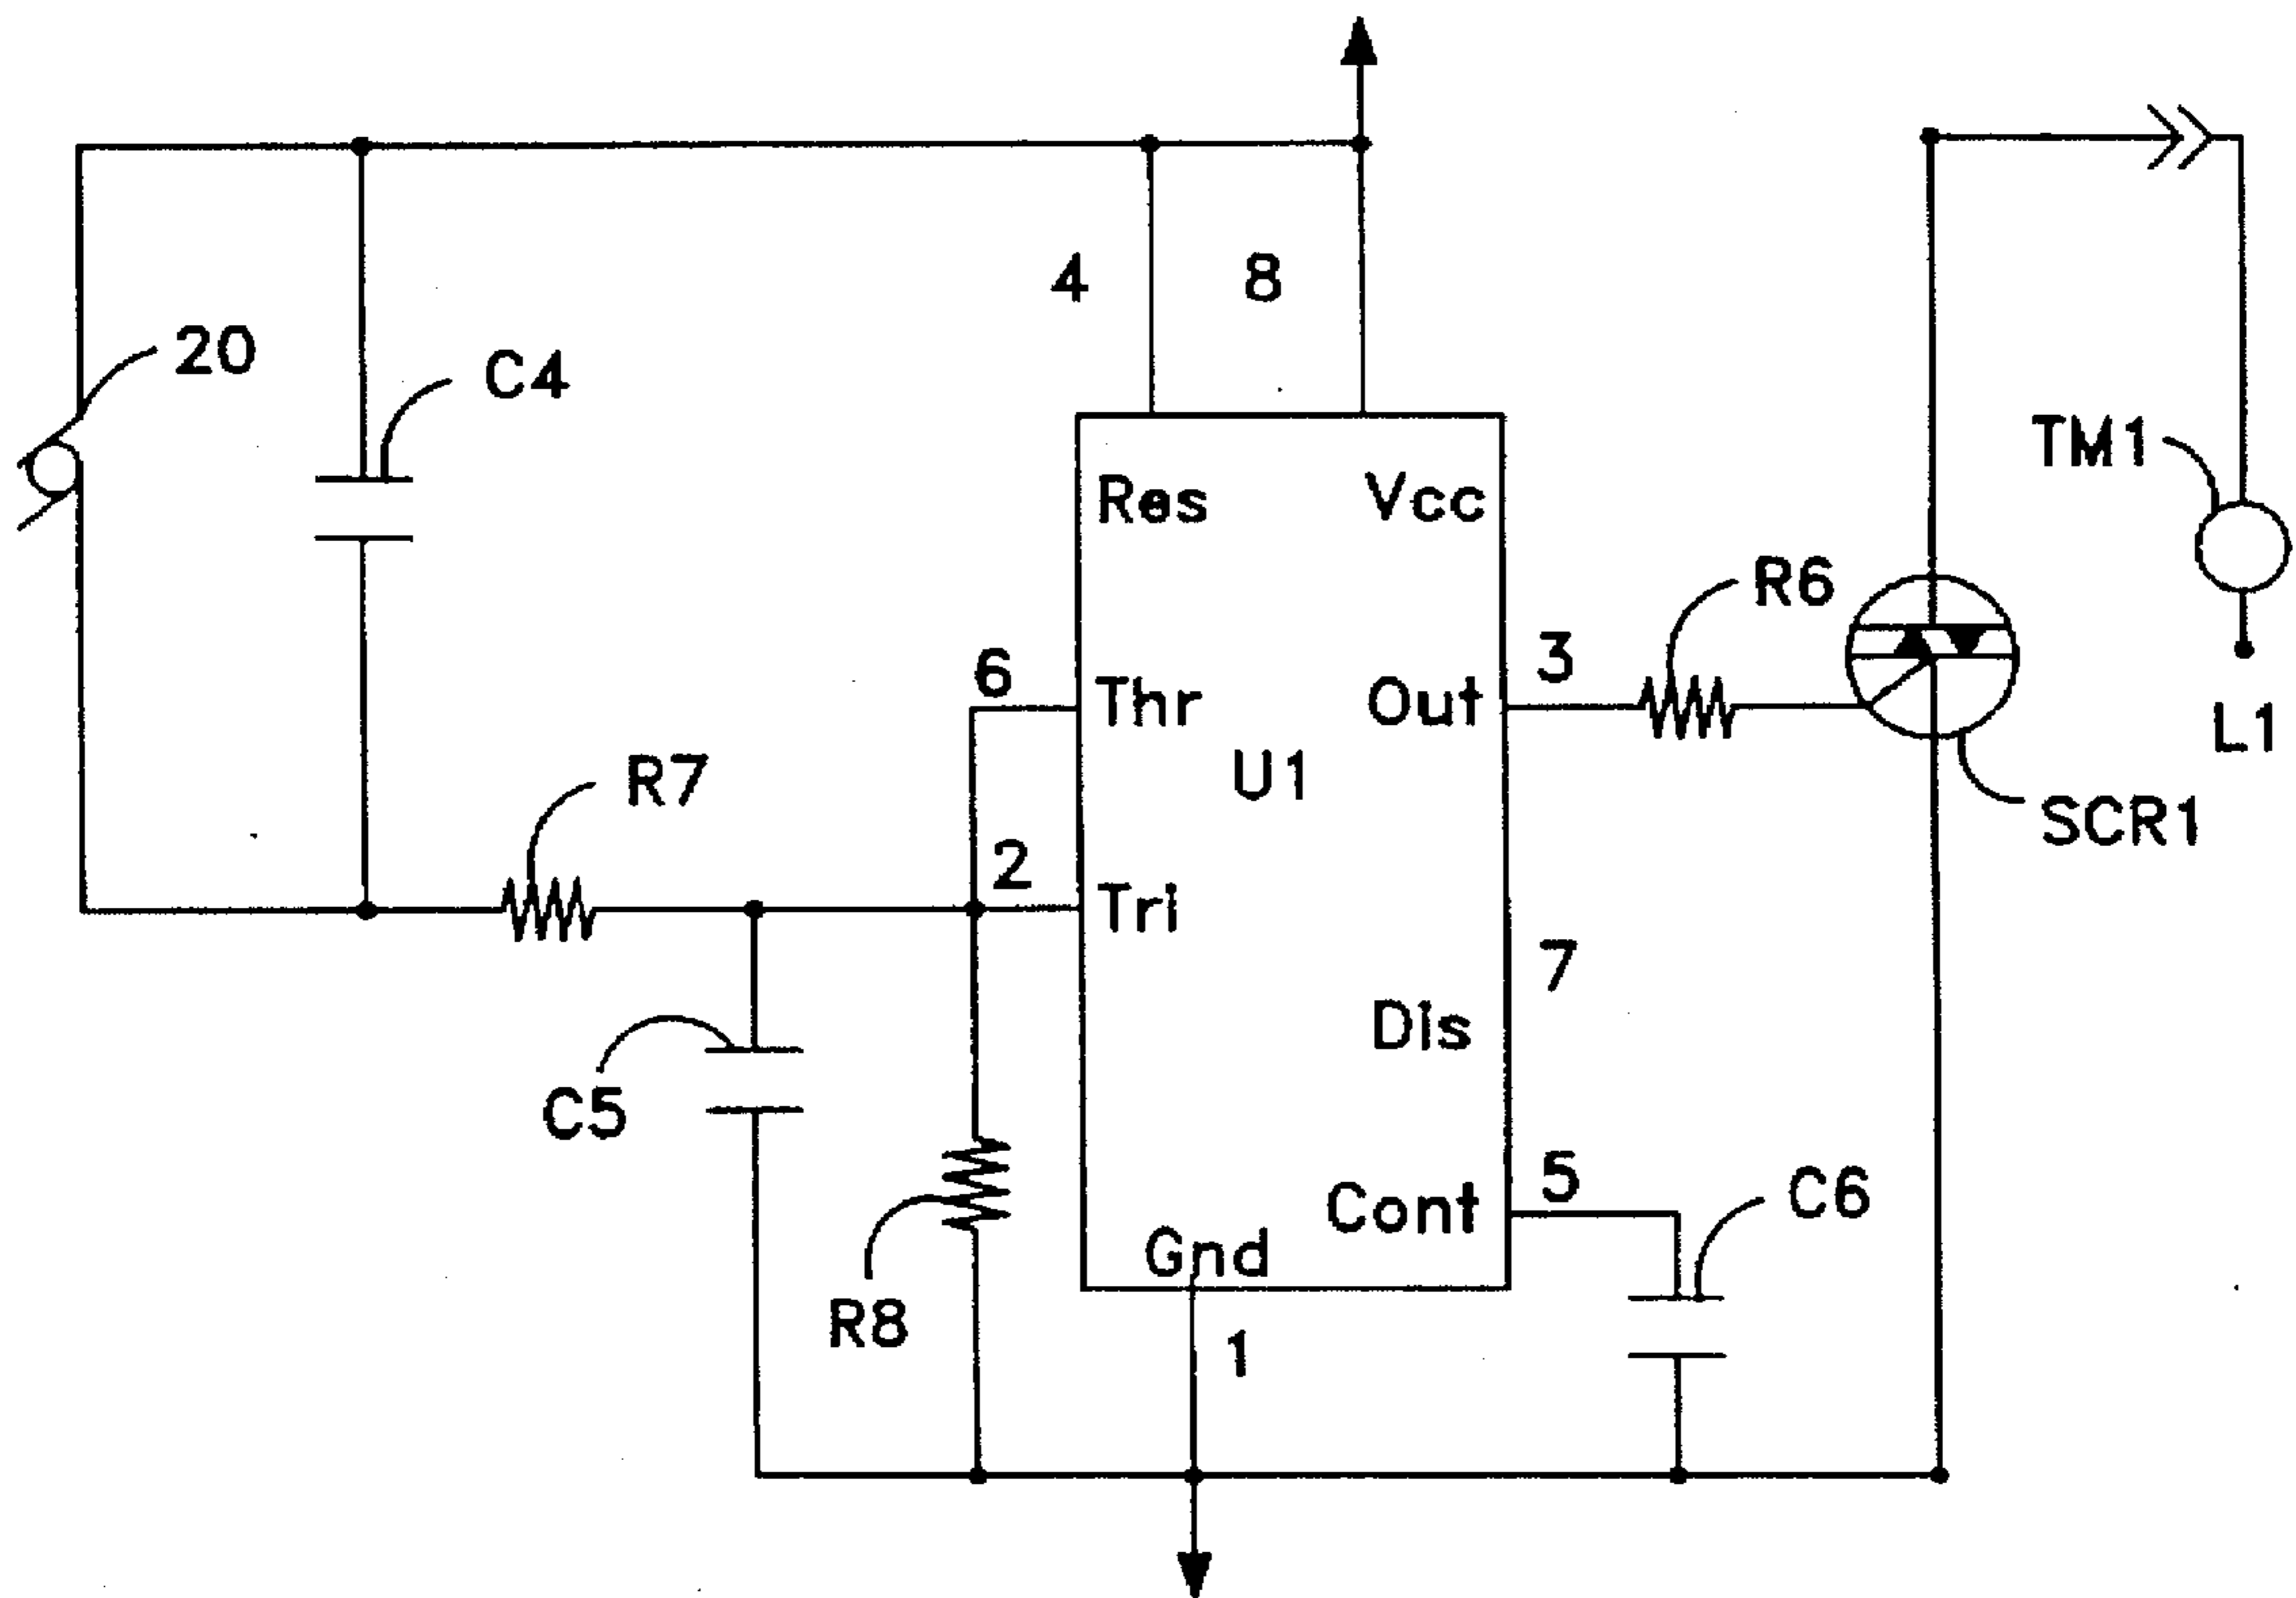 4
8
20
C4
TM1
Res
Vcc
R6
6
3
Thr
Out
L1
R7
U1
SCR1
2
Tri
7
Dis
C5
5
Cont
C6
Gnd
R8
1